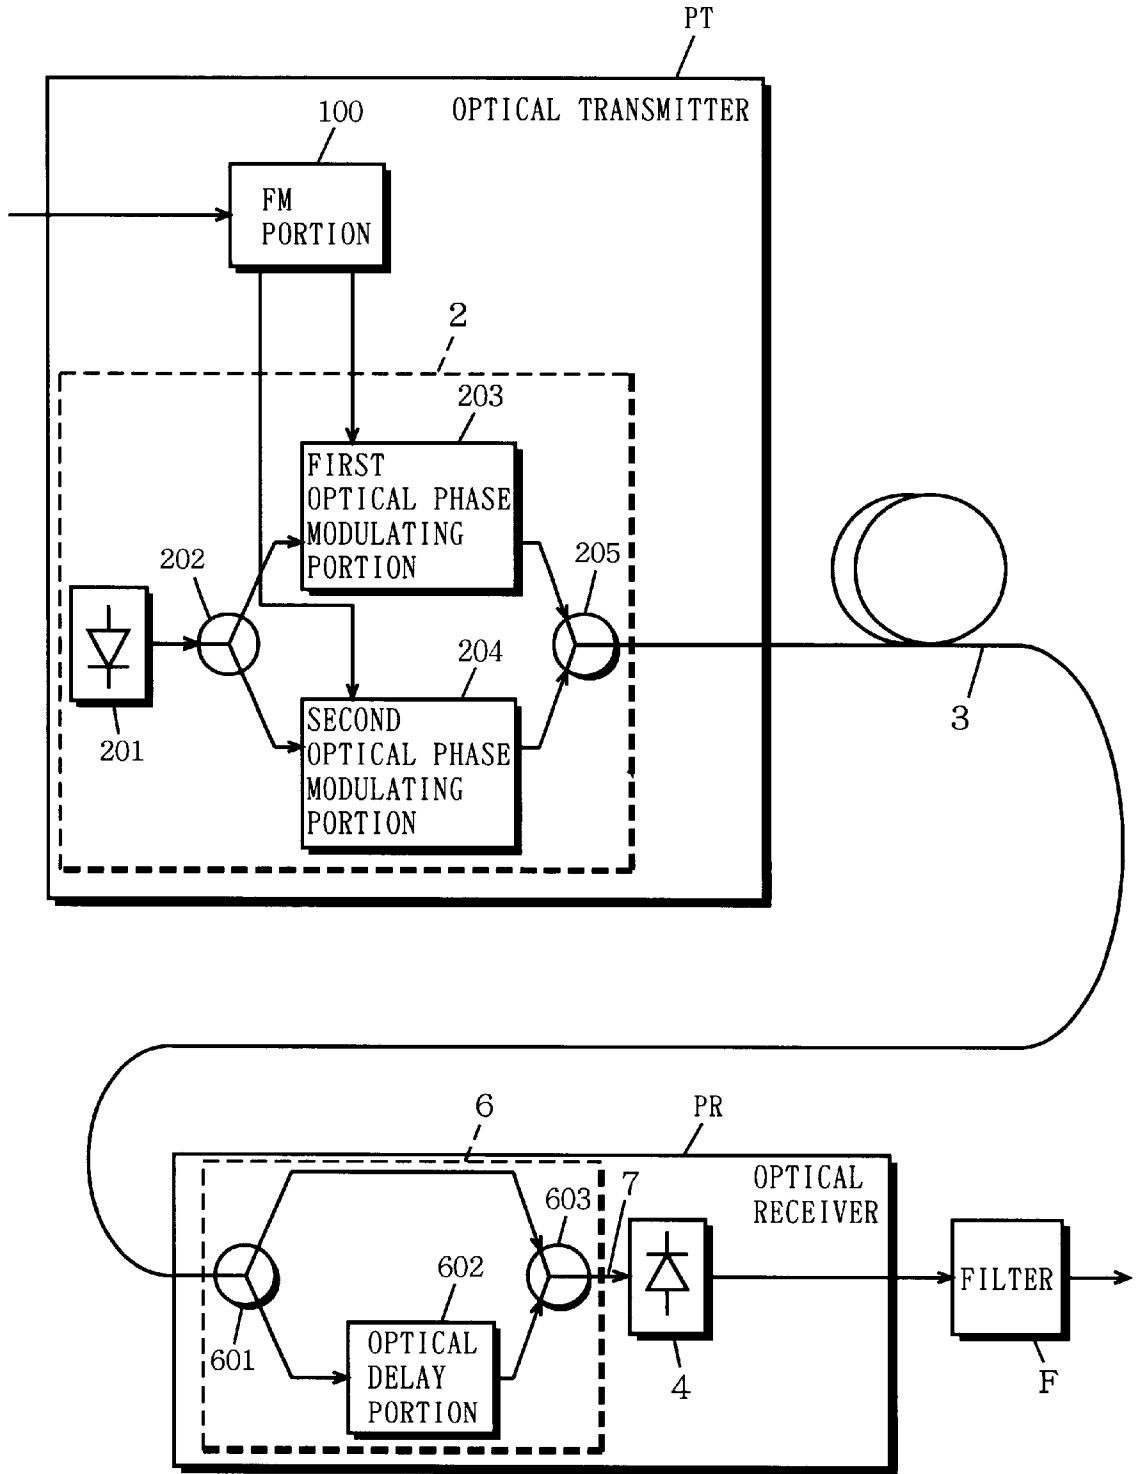 PT
OPTICAL TRANSMITTER
100
FM
PORTION
2
203
FIRST
OPTICAL PHASE
MODULATING
PORTION
202
205
201
204
SECOND
OPTICAL PHASE
MODULATING
PORTION
3
6
PR
OPTICAL
RECEIVER
7
603
602
601
OPTICAL
DELAY
PORTION
4
FILTER
F